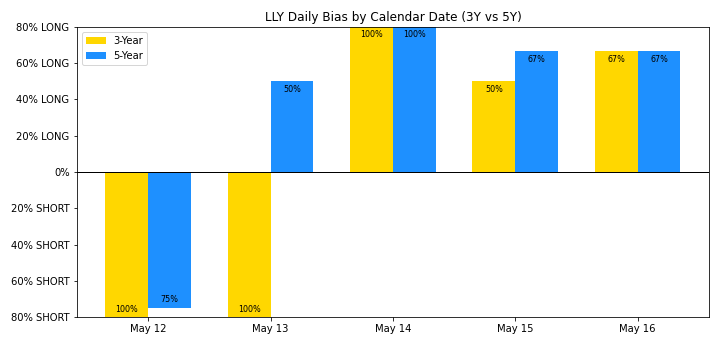 LLY Daily Bias by Calendar Date (3Y vs 5Y)
80% LONG
60% LONG
40% LONG
20% LONG
0%
20% SHORT
40% SHORT
60% SHORT
80% SHORT
3-Year
5-Year
100%
75%
100%
50%
100%
100%
50%
67%
67%
67%
May 12
May 13
May 14
May 15
May 16